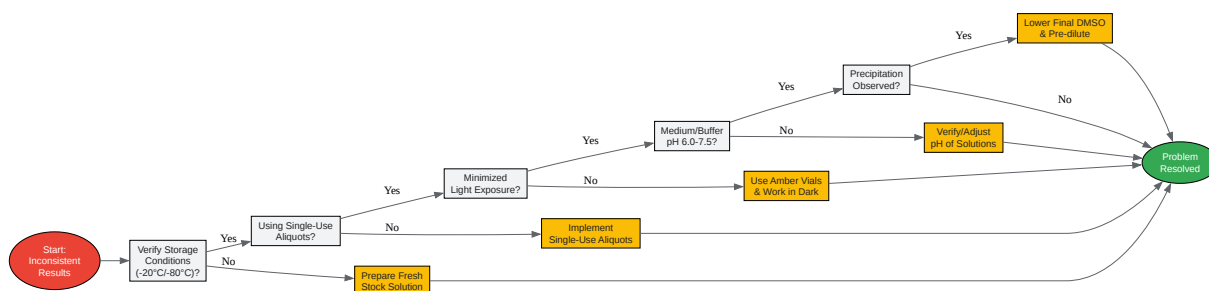 Start:
Inconsistent
Results
Verify Storage
Conditions
(-20°C/-80°C)?
Yes
No
Using Single-Use
Aliquots?
Prepare Fresh
Stock Solution
Yes
No
Minimized
Light Exposure?
Implement
Single-Use Aliquots
Yes
No
Medium/Buffer
pH 6.0-7.5?
Use Amber Vials
& Work in Dark
Yes
No
Precipitation
Observed?
Verify/Adjust
pH of Solutions
Yes
No
Lower Final DMSO
& Pre-dilute
Problem
Resolved